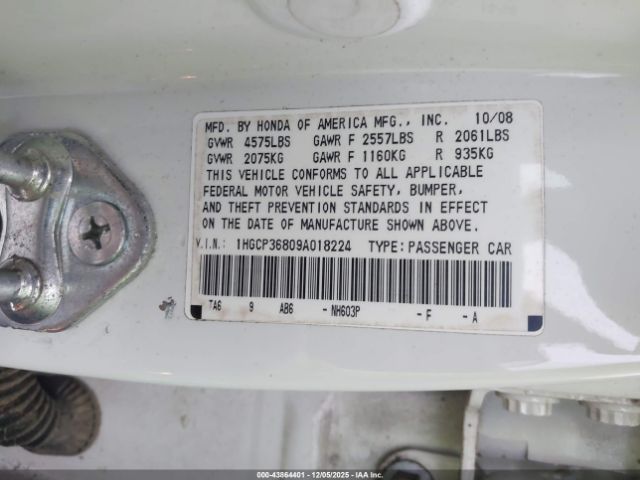 MFD. BY HONDA OF AMERICA MFG., INC. 10/08
GVWR 4575LBS GAWR F 2557LBS R 2061LBS
GVWR 2075KG GAWR F 1160KG R 935KG
THIS VEHICLE CONFORMS TO ALL APPLICABLE
FEDERAL MOTOR VEHICLE SAFETY, BUMPER,
AND THEFT PREVENTION STANDARDS IN EFFECT
ON THE DATE OF MANUFACTURE SHOWN ABOVE.
V.I.N.: 1HGCP36809A018224 TYPE: PASSENGER CAR
TA6 9 AB6 -NH603P -F -A
000-43864401 - 12/05/2025 - IAAI.COM